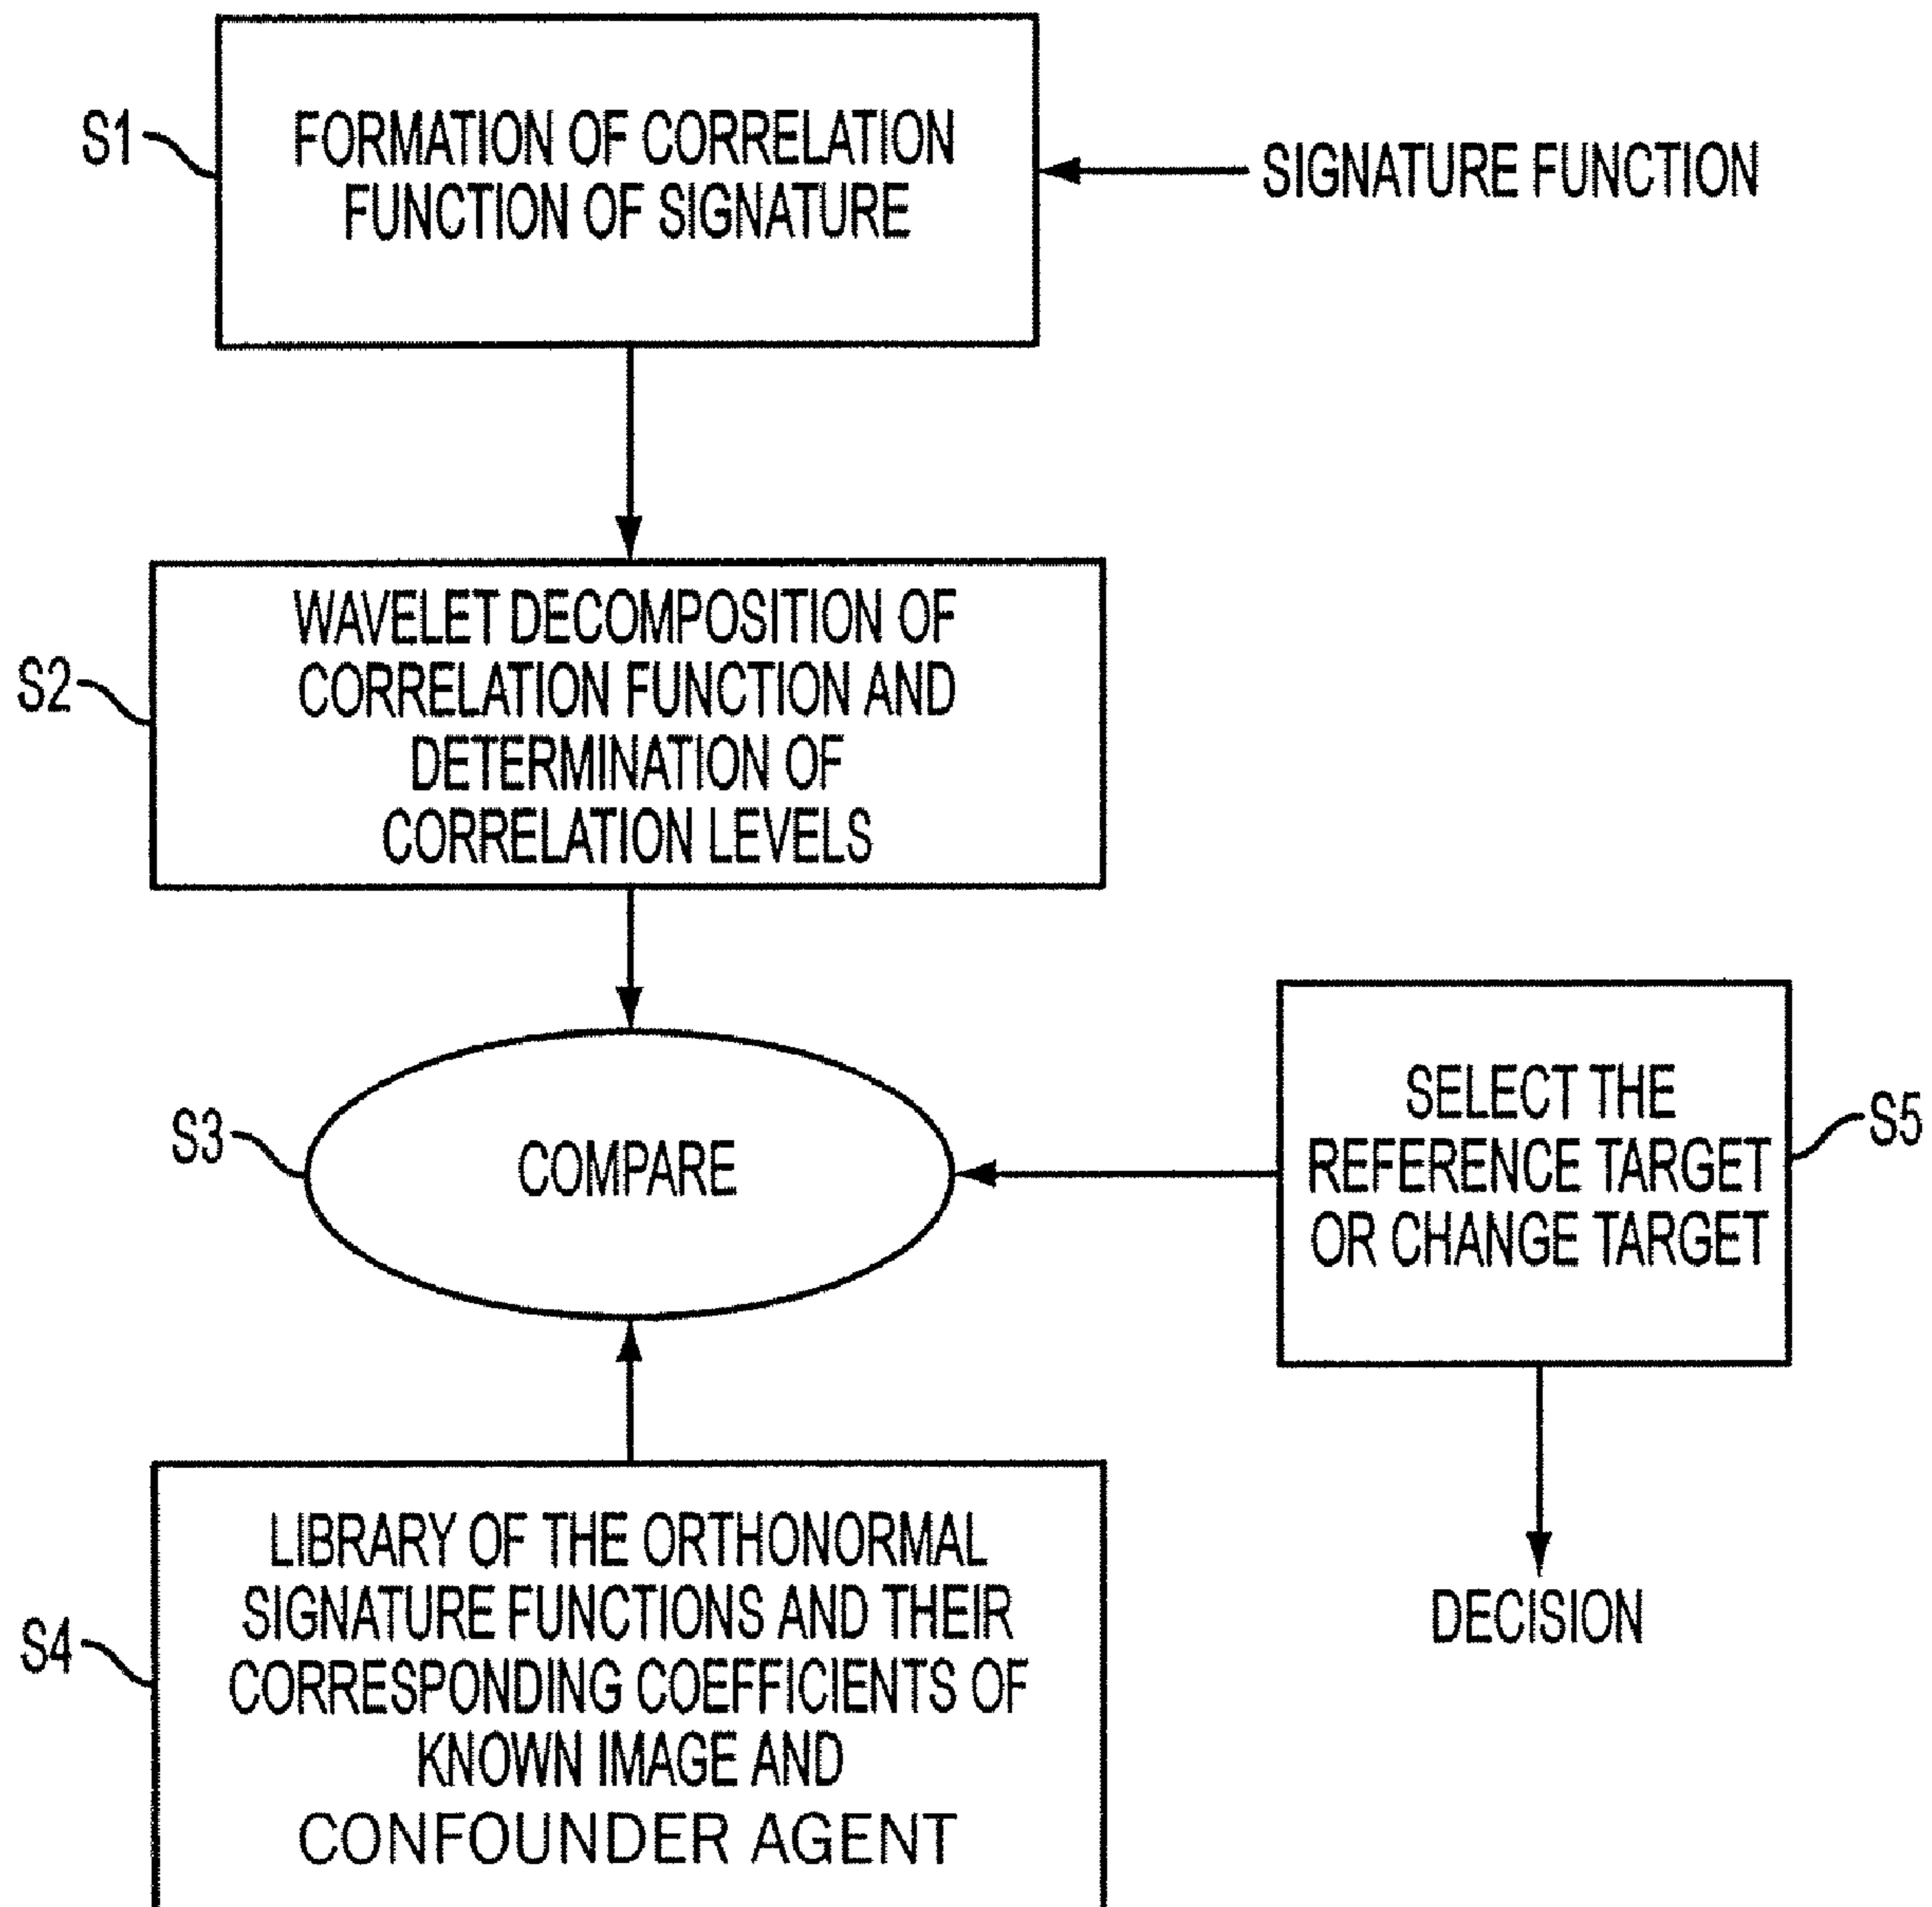 S1
FORMATION OF CORRELATION
FUNCTION OF SIGNATURE
SIGNATURE FUNCTION
S2
WAVELET DECOMPOSITION OF
CORRELATION FUNCTION AND
DETERMINATION OF
CORRELATION LEVELS
S3
COMPARE
SELECT THE
REFERENCE TARGET
OR CHANGE TARGET
S5
DECISION
S4
LIBRARY OF THE ORTHONORMAL
SIGNATURE FUNCTIONS AND THEIR
CORRESPONDING COEFFICIENTS OF
KNOWN IMAGE AND
CONFOUNDER AGENT